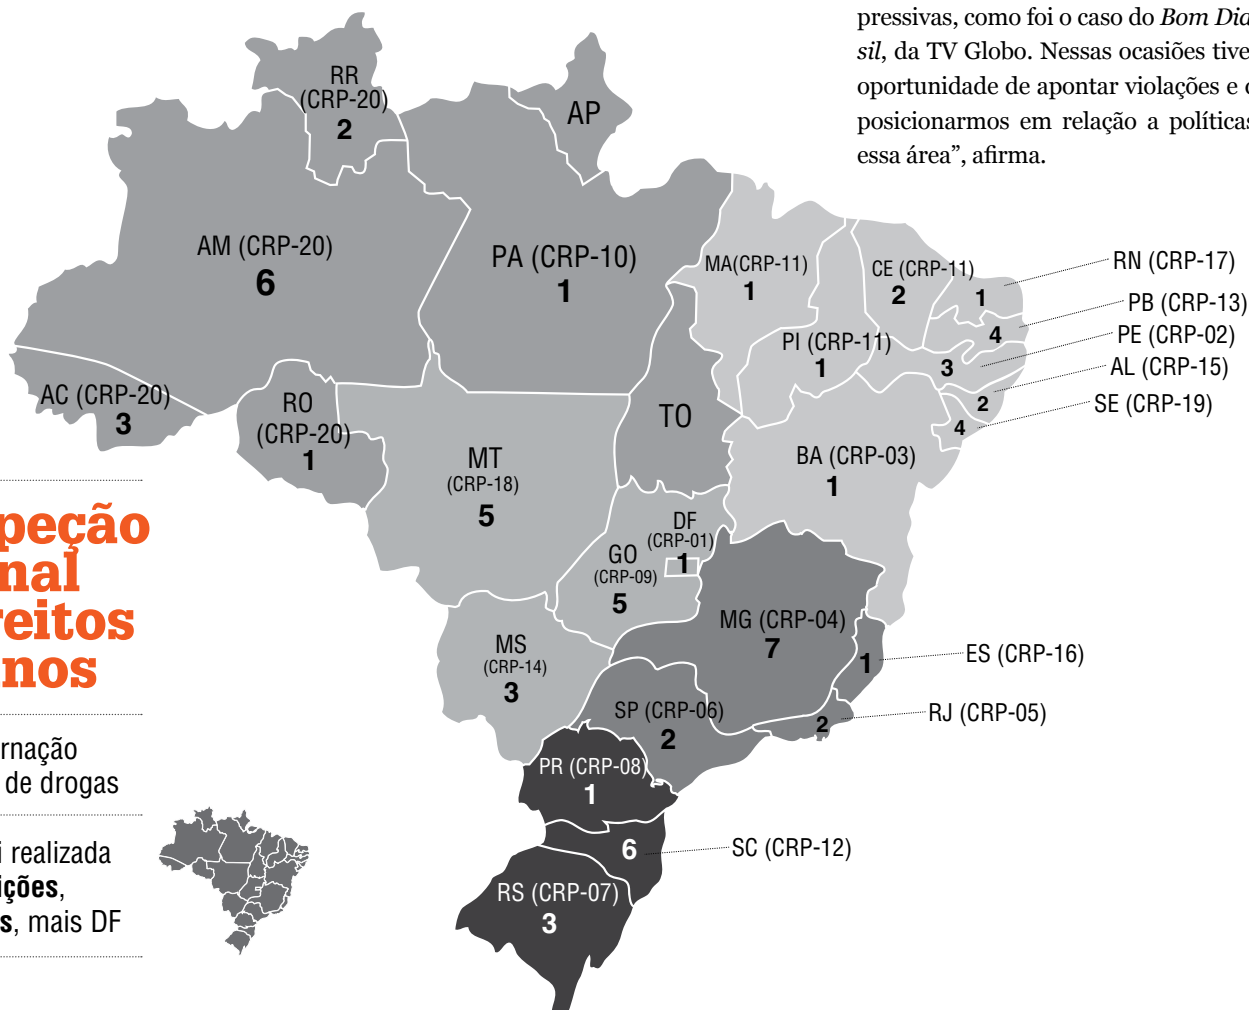 pressivas, como foi o caso do Bom Dia
sil, da TV Globo. Nessas ocasiões tive
oportunidade de apontar violações e
posicionarmos em relação a políticas
essa área”, afirma.
RR
(CRP-20)
2
AP
AM (CRP-20)
6
PA (CRP-10)
1
MA(CRP-11)
1
CE (CRP-11)
2
RN (CRP-17)
1
PB (CRP-13)
4
PE (CRP-02)
3
AL (CRP-15)
2
SE (CRP-19)
4
PI (CRP-11)
1
AC (CRP-20)
3
RO
(CRP-20)
1
TO
MT
(CRP-18)
5
BA (CRP-03)
1
DF
(CRP-01)
1
GO
(CRP-09)
5
MG (CRP-04)
7
ES (CRP-16)
1
MS
(CRP-14)
3
SP (CRP-06)
2
RJ (CRP-05)
2
PR (CRP-08)
1
SC (CRP-12)
6
RS (CRP-07)
3
peção
nal
reitos
nos
rnação
de drogas
i realizada
ições,
s, mais DF